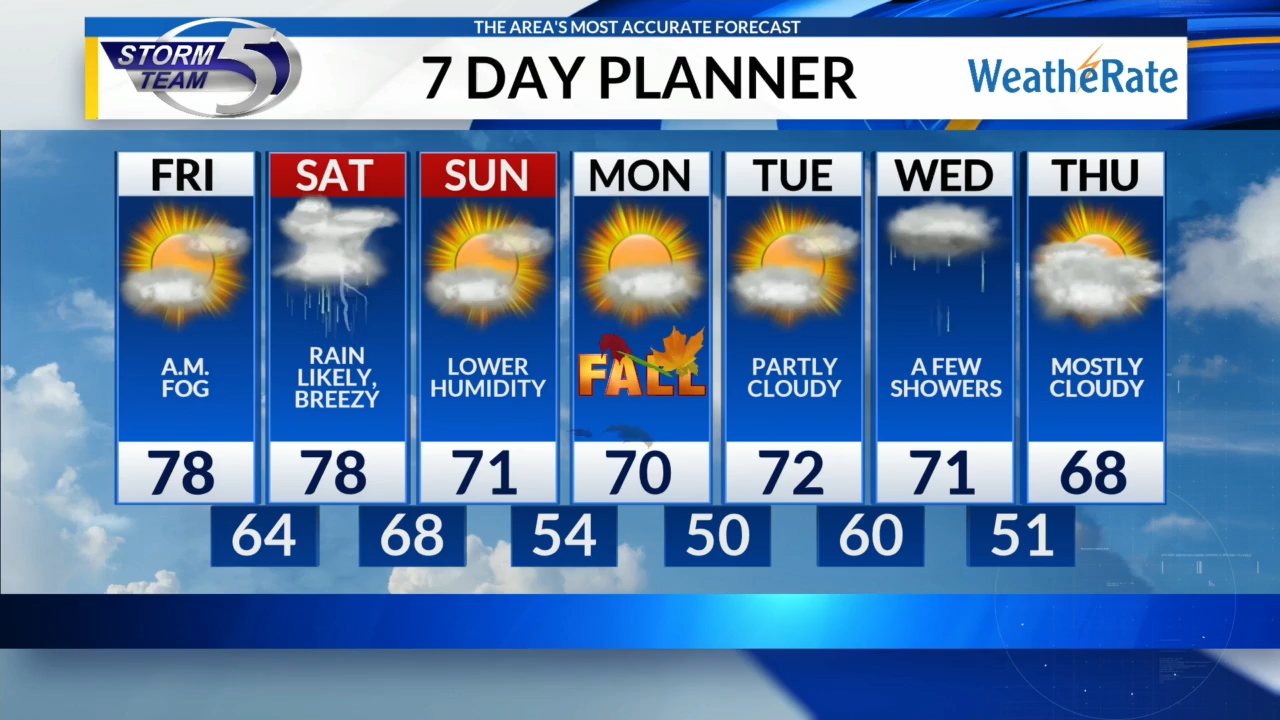 THE AREA'S MOST ACCURATE FORECAST
STORM TEAM 5
7 DAY PLANNER
WeatheRate
FRI
SAT
SUN
MON
TUE
WED
THU
A.M.
FOG
RAIN
LIKELY,
BREEZY
LOWER
HUMIDITY
FALL
PARTLY
CLOUDY
A FEW
SHOWERS
MOSTLY
CLOUDY
78
78
71
70
72
71
68
64
68
54
50
60
51